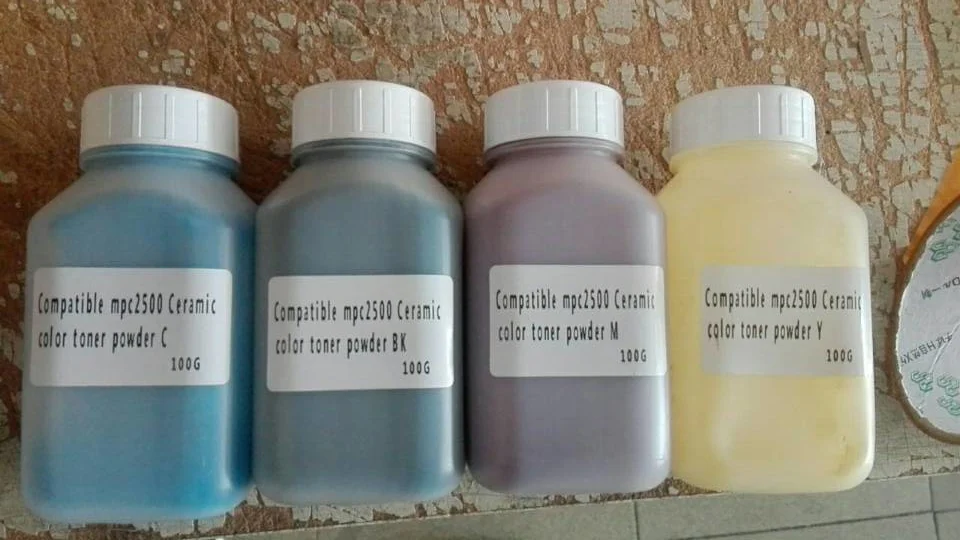 Compatible mpc2500 Ceramic
color toner powder C
100G
Compatible mpc2500 Ceramic
color toner powder BK
100G
Compatible mpc2500 Ceramic
color toner powder M
100G
Compatible mpc2500 Ceramic
color toner powder Y
100G